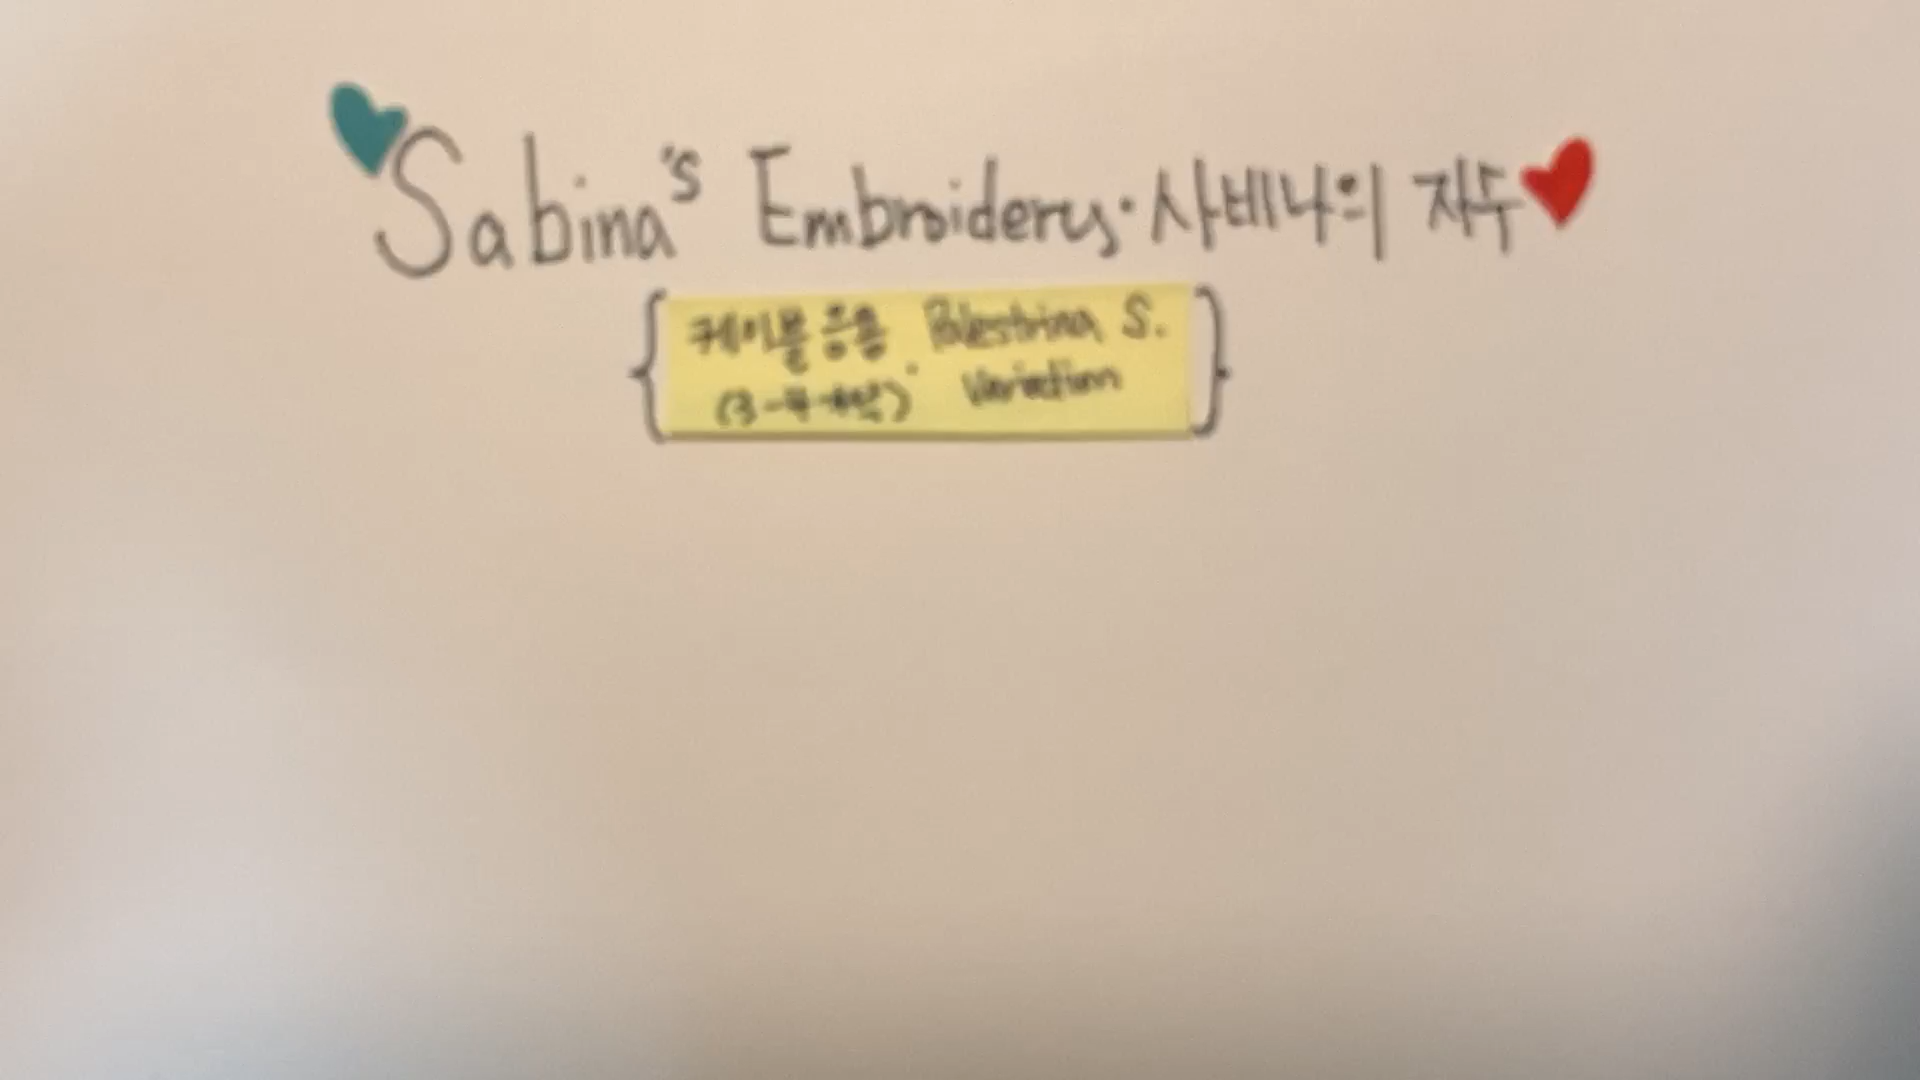 Sabina's Embroidery·사비나의 자수
케이블 응용 Palestrina S.
Variation